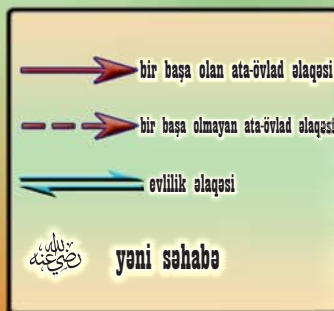 bir başa olan ata-övlad əlaqəsi
bir başa olmayan ata-övlad əlaqəsi
evlilik əlaqəsi
رضي الله عنه yəni səhabə